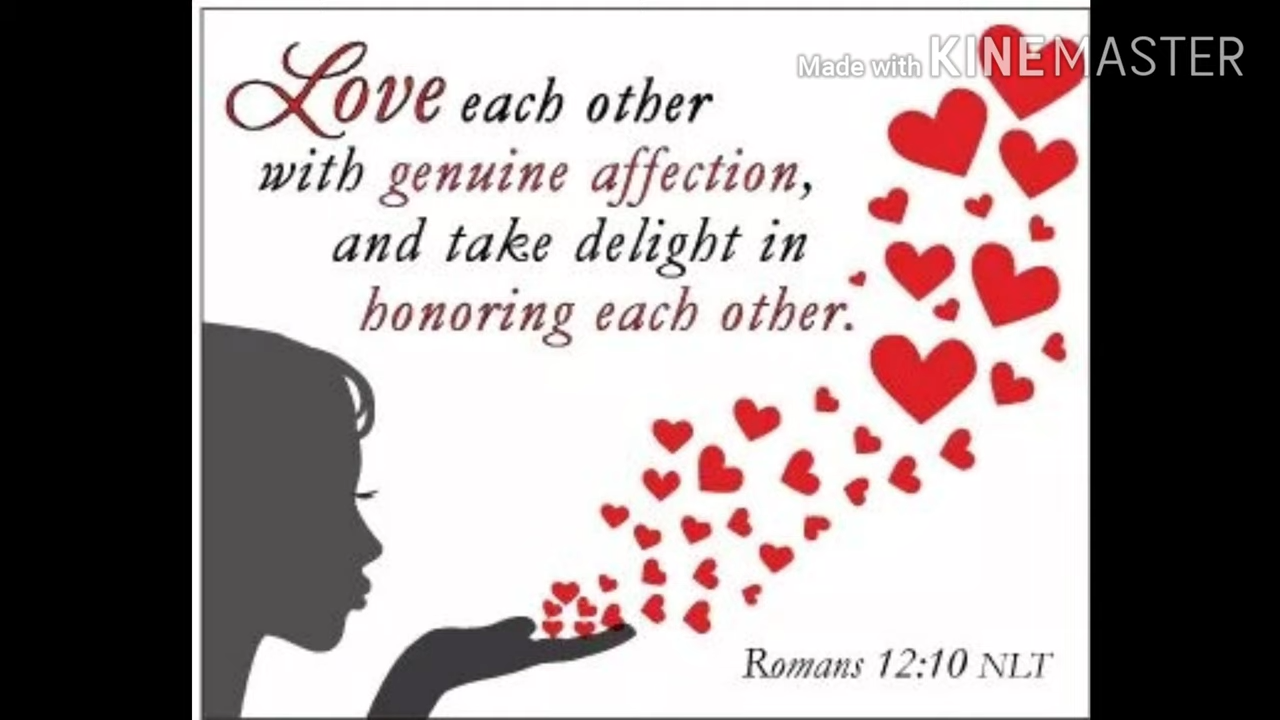 Made with KINEMASTER
Love each other
with genuine affection,
and take delight in
honoring each other.
Romans 12:10 NLT